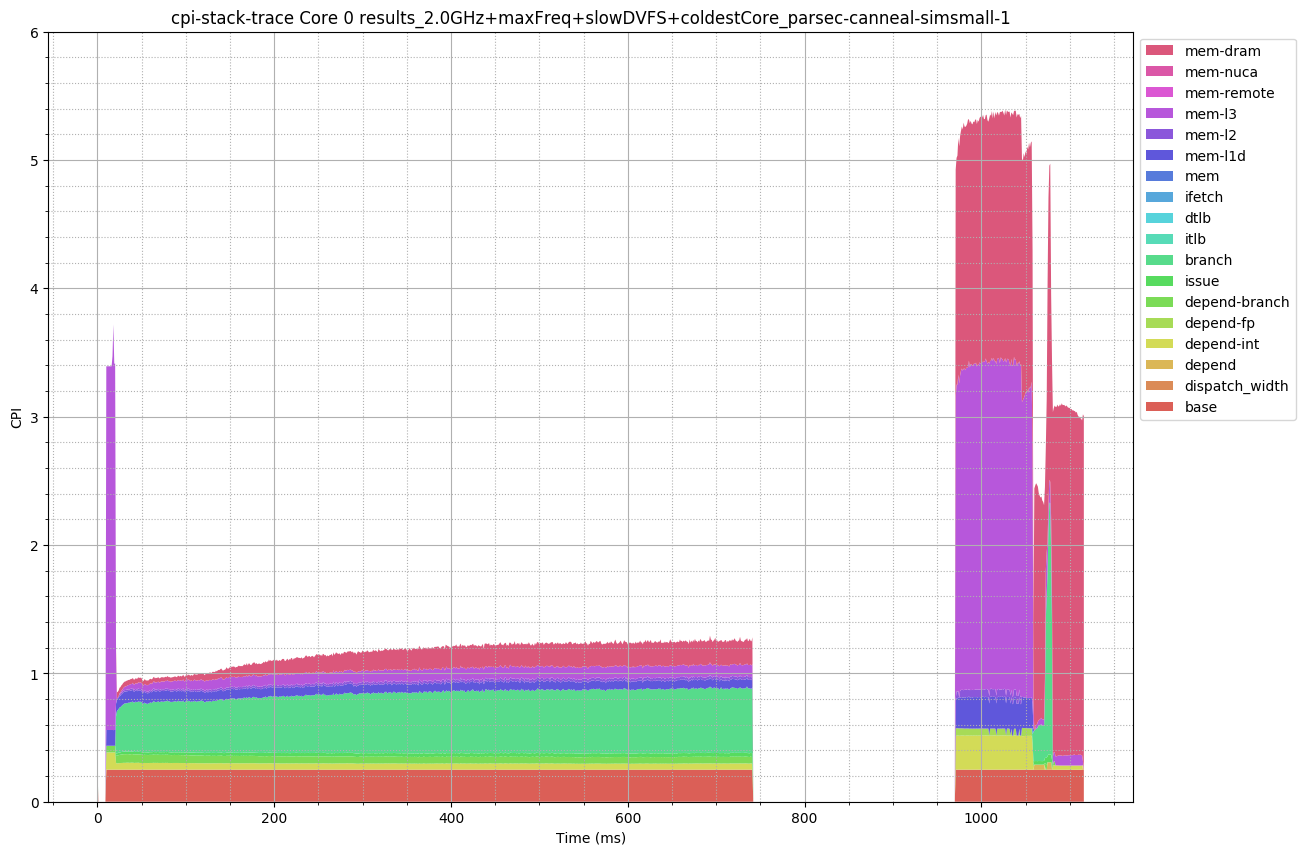 cpi-stack-trace Core 0 results_2.0GHz+maxFreq+slowDVFS+coldestCore_parsec-canneal-simsmall-1
6
5
4
3
2
1
0
CPI
0 200 400 600 800 1000
Time (ms)
mem-dram
mem-nuca
mem-remote
mem-l3
mem-l2
mem-l1d
mem
ifetch
dtlb
itlb
branch
issue
depend-branch
depend-fp
depend-int
depend
dispatch_width
base